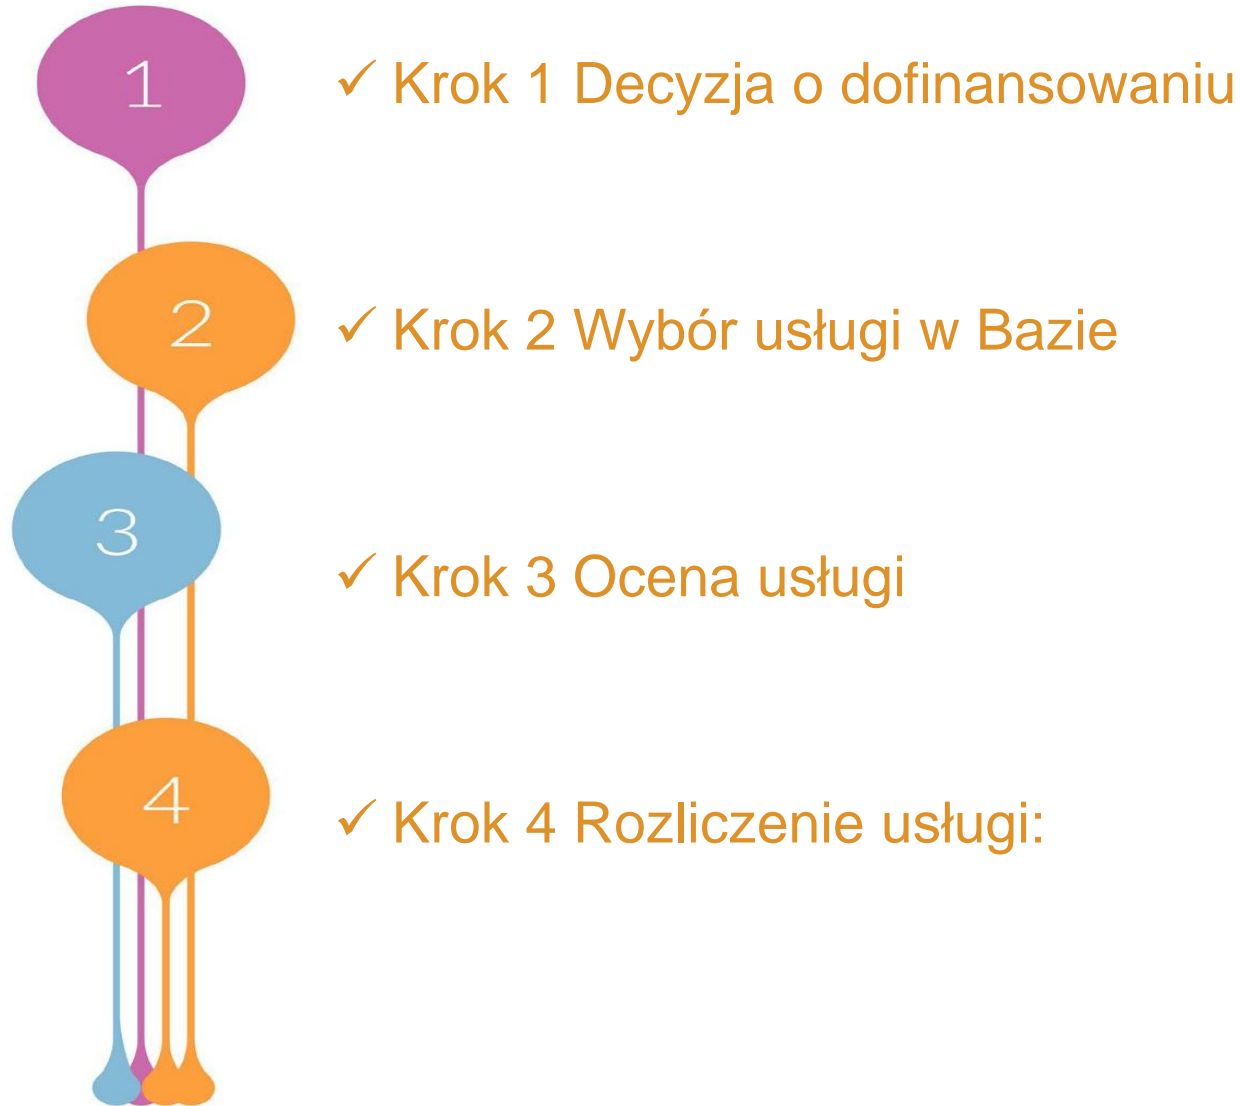 1
✓ Krok 1 Decyzja o dofinansowaniu
2
✓ Krok 2 Wybór usługi w Bazie
3
✓ Krok 3 Ocena usługi
4
✓ Krok 4 Rozliczenie usługi: